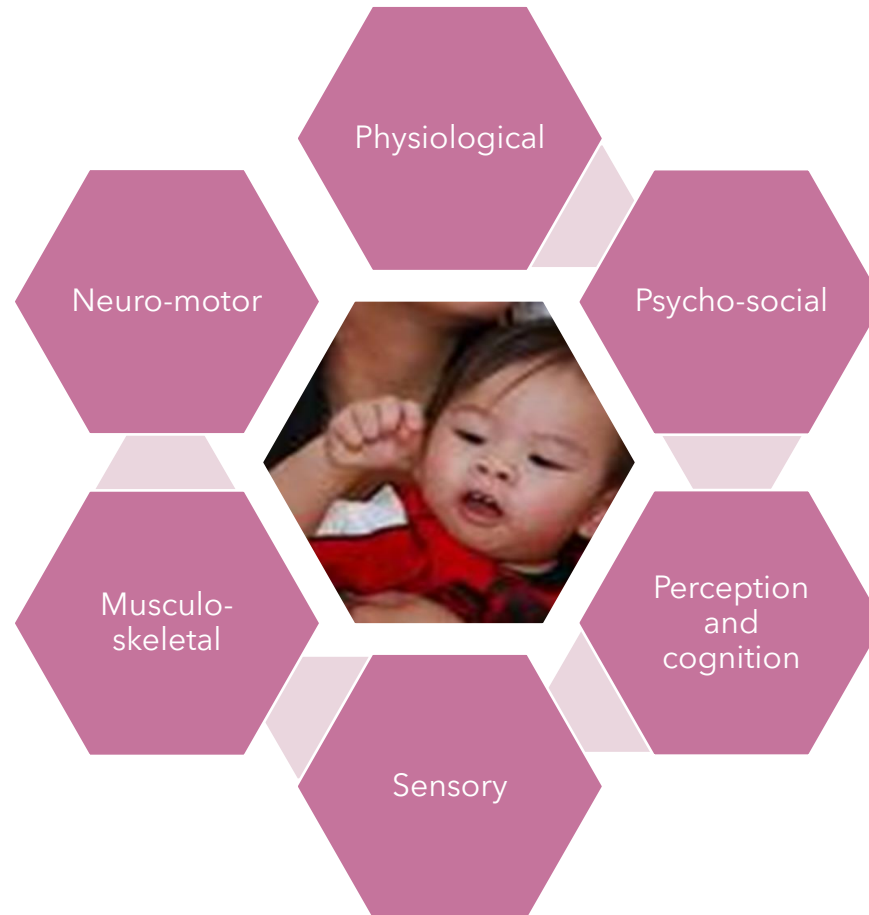 Physiological
Neuro-motor
Psycho-social
Musculo-
skeletal
Perception
and
cognition
Sensory